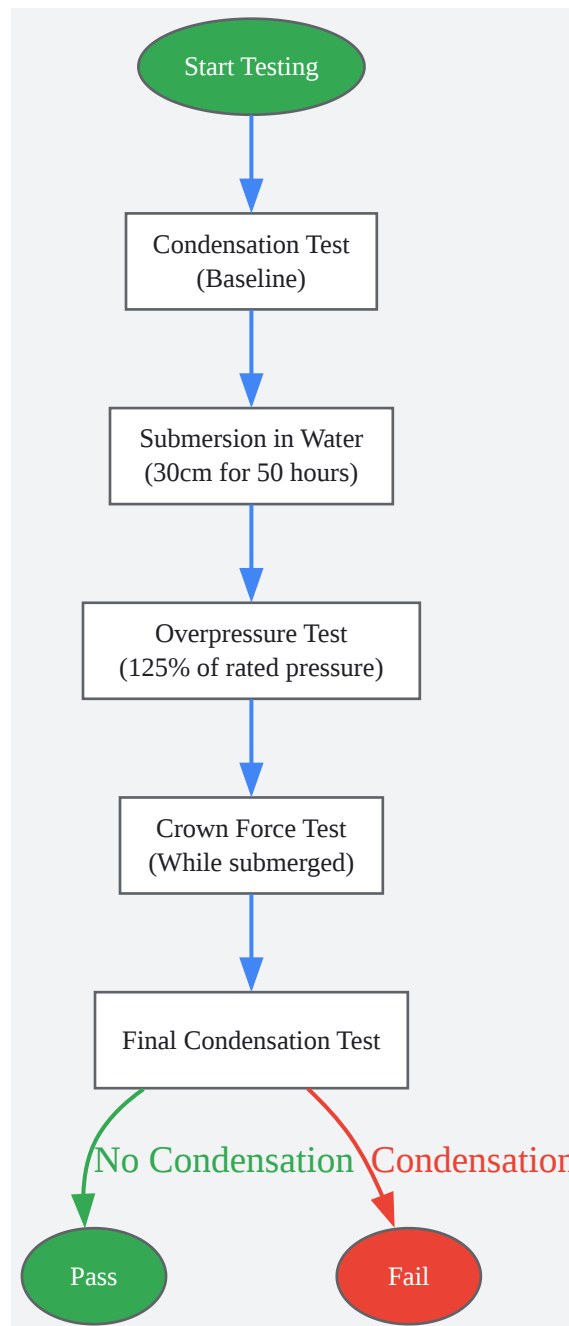 Start Testing
Condensation Test
(Baseline)
Submersion in Water
(30cm for 50 hours)
Overpressure Test
(125% of rated pressure)
Crown Force Test
(While submerged)
Final Condensation Test
No Condensation
Condensation
Pass
Fail